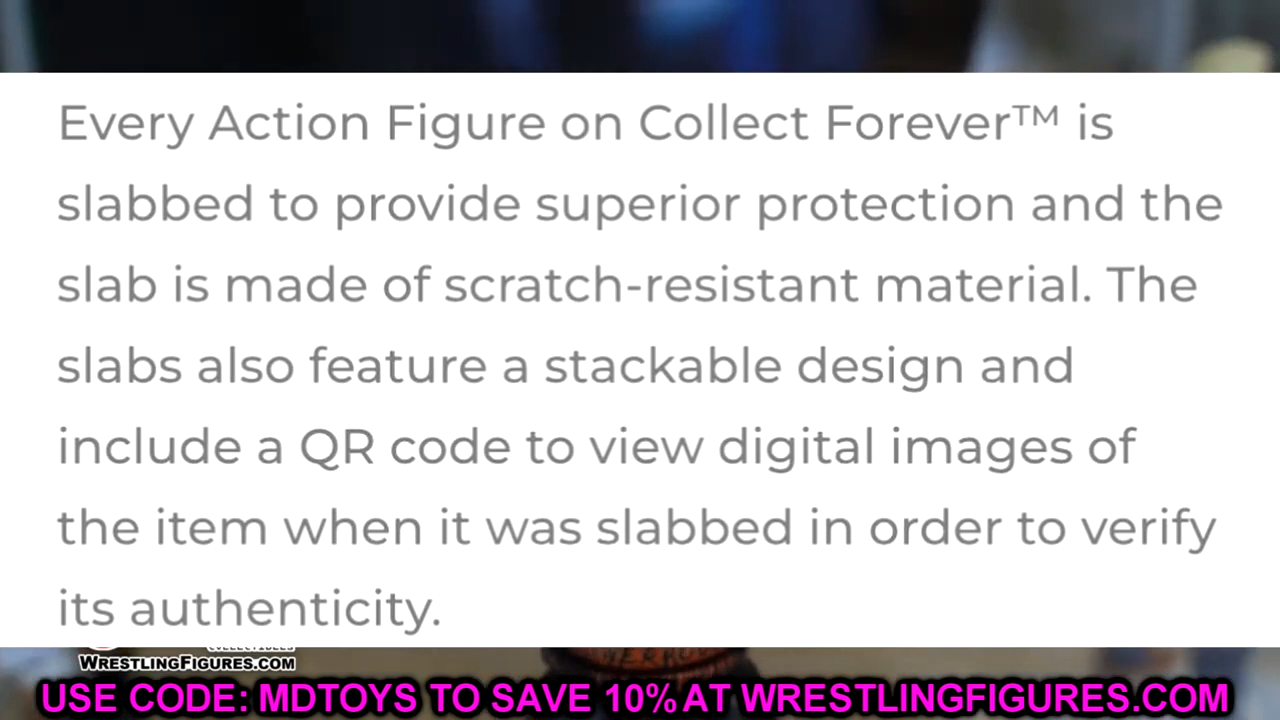 Every Action Figure on Collect Forever™ is
slabbed to provide superior protection and the
slab is made of scratch-resistant material. The
slabs also feature a stackable design and
include a QR code to view digital images of
the item when it was slabbed in order to verify
its authenticity.
WRESTLINGFIGURES.COM
USE CODE: MDTOYS TO SAVE 10% AT WRESTLINGFIGURES.COM